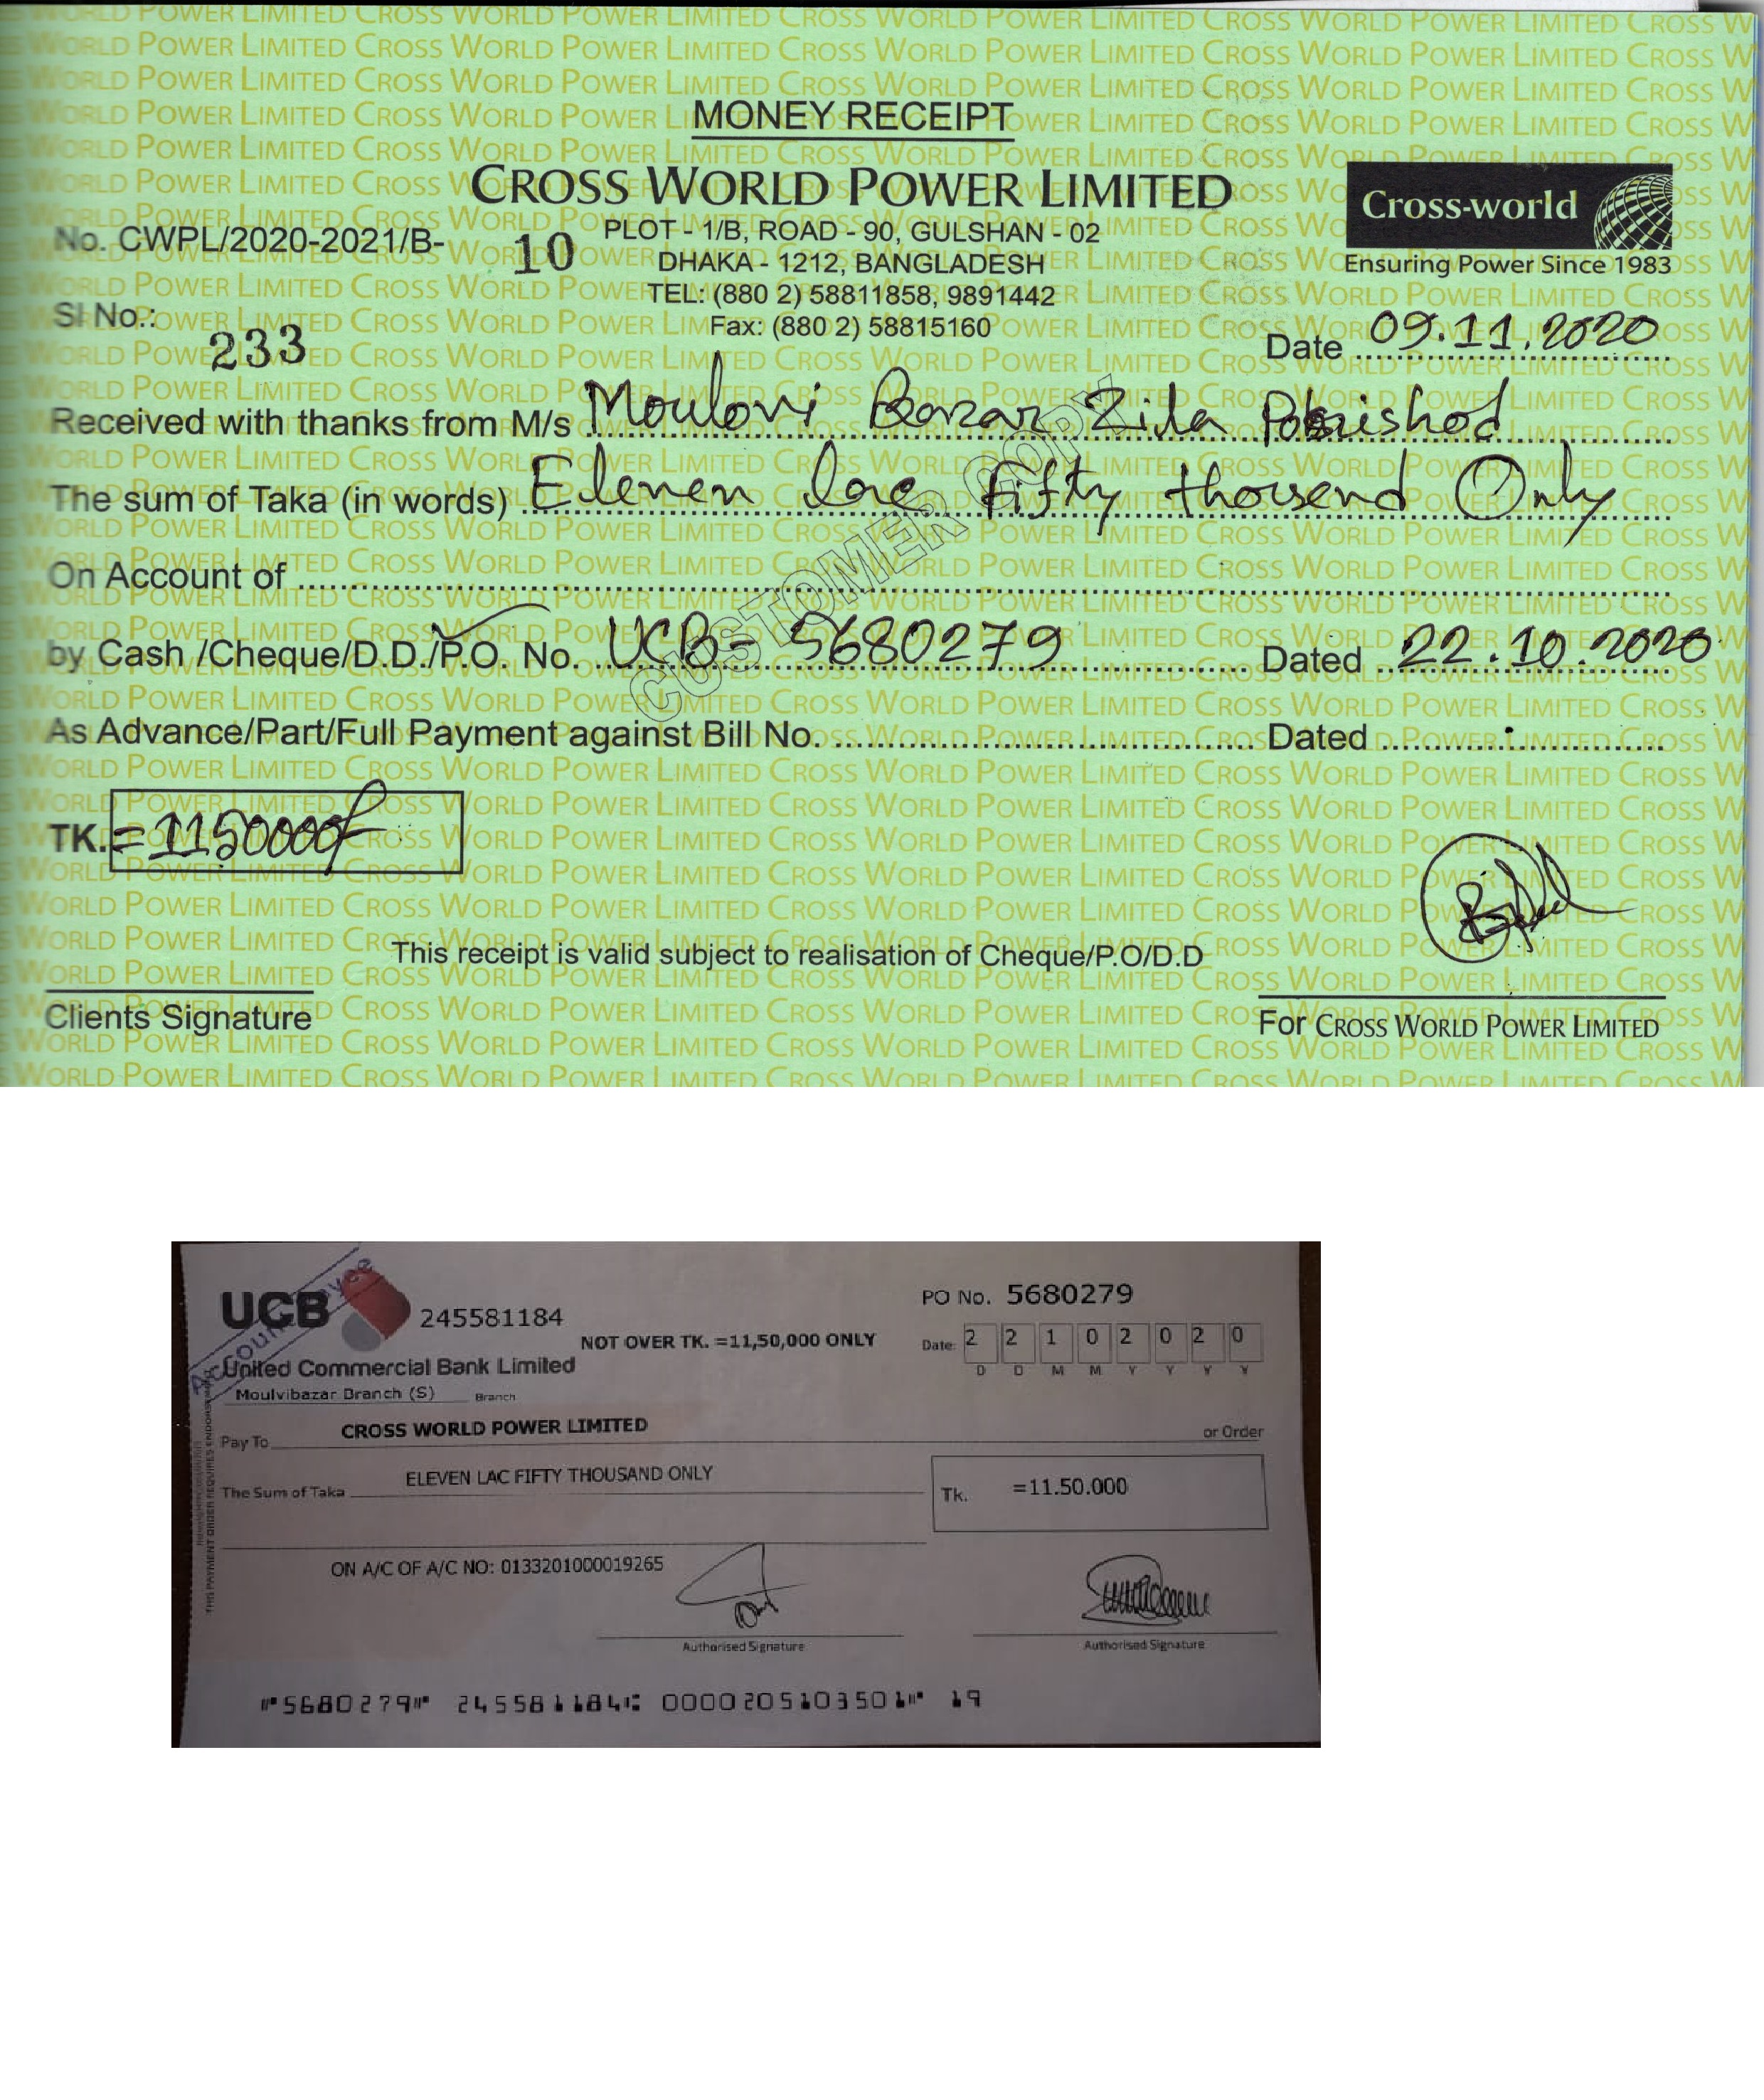 MONEY RECEIPT
CROSS WORLD POWER LIMITED
Cross-world
Ensuring Power Since 1983
No. CWPL/2020-2021/B- 10
PLOT - 1/B, ROAD - 90, GULSHAN - 02
DHAKA - 1212, BANGLADESH
TEL: (880 2) 58811858, 9891442
Fax: (880 2) 58815160
Sl No.: 233
Date 09.11.2020
Received with thanks from M/s Moulovi Bazar Zila Porishod
The sum of Taka (in words) Eleven lac fifty thousend Only
On Account of
by Cash /Cheque/D.D./P.O. No. UCB- 5680279 Dated 22.10.2020
As Advance/Part/Full Payment against Bill No. Dated
TK. =1150000/-
CUSTOMER COPY
This receipt is valid subject to realisation of Cheque/P.O/D.D
Clients Signature
For CROSS WORLD POWER LIMITED
Account Payee
UCB 245581184
PO No. 5680279
NOT OVER TK. =11,50,000 ONLY
Date: 2 2 1 0 2 0 2 0
D D M M Y Y Y Y
United Commercial Bank Limited
Moulvibazar Branch (S) Branch
Pay To CROSS WORLD POWER LIMITED or Order
The Sum of Taka ELEVEN LAC FIFTY THOUSAND ONLY
Tk. =11.50.000
ON A/C OF A/C NO: 0133201000019265
Authorised Signature
Authorised Signature
THIS PAYMENT ORDER REQUIRES ENDORSEMENT
⑈5680279⑈ 245581184⑆ 0000205103501⑈ 19